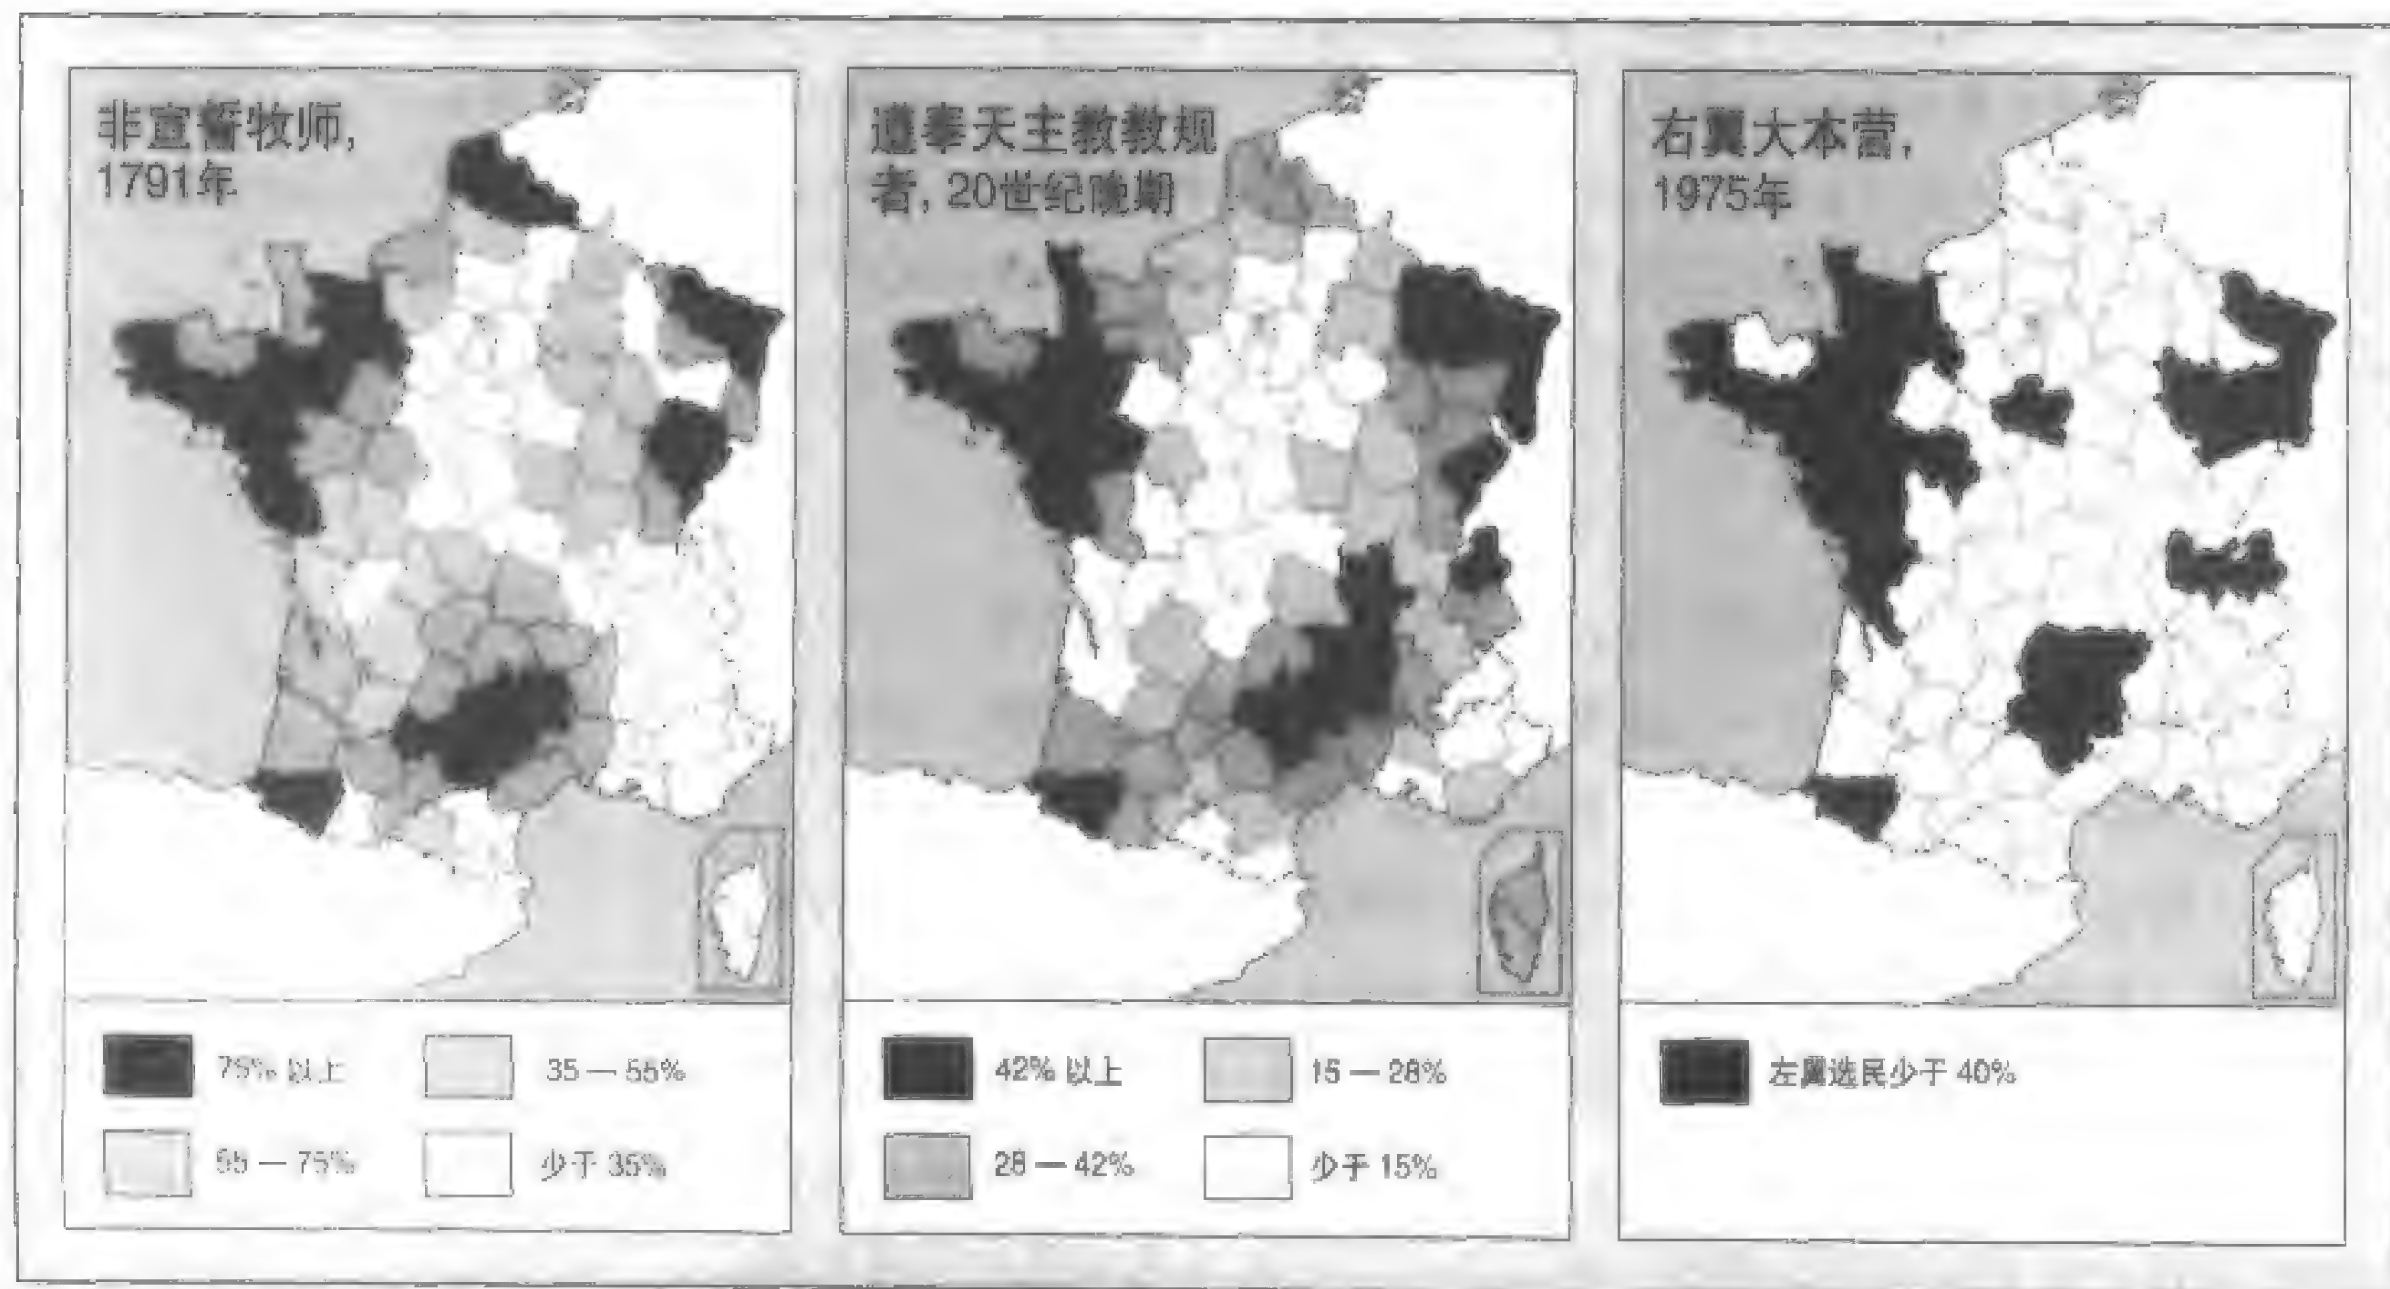 非宣誓牧师,
1791年
遵奉天主教教规
者, 20世纪晚期
右翼大本营,
1975年
75% 以上
35 — 55%
55 — 75%
少于 35%
42% 以上
15 — 28%
28 — 42%
少于 15%
左翼选民少于 40%